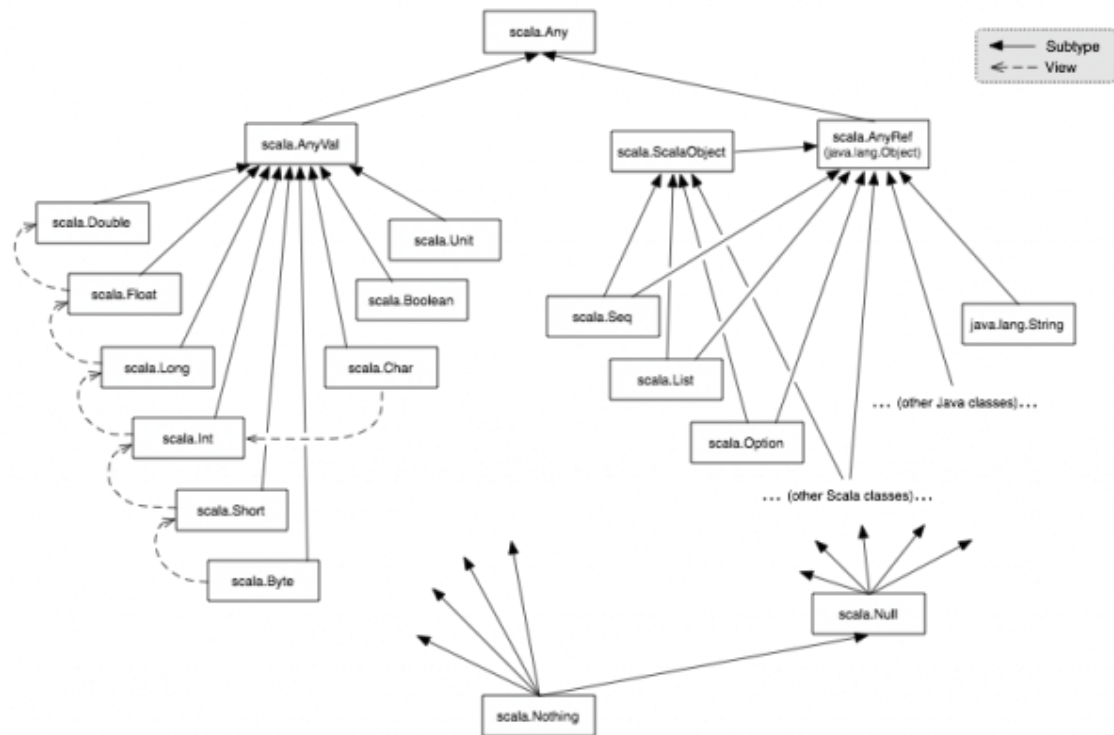 scala.Any
Subtype
View
scala.AnyVal
scala.ScalaObject
scala.AnyRef
(java.lang.Object)
scala.Double
scala.Unit
scala.Float
scala.Boolean
scala.Seq
java.lang.String
scala.Long
scala.Char
scala.List
... (other Java classes)...
scala.Int
scala.Option
scala.Short
... (other Scala classes)...
scala.Byte
scala.Null
scala.Nothing